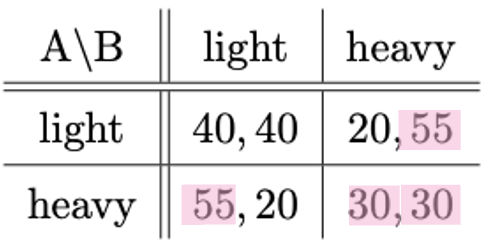 A\B light heavy
light 40, 40 20, 55
heavy 55, 20 30, 30